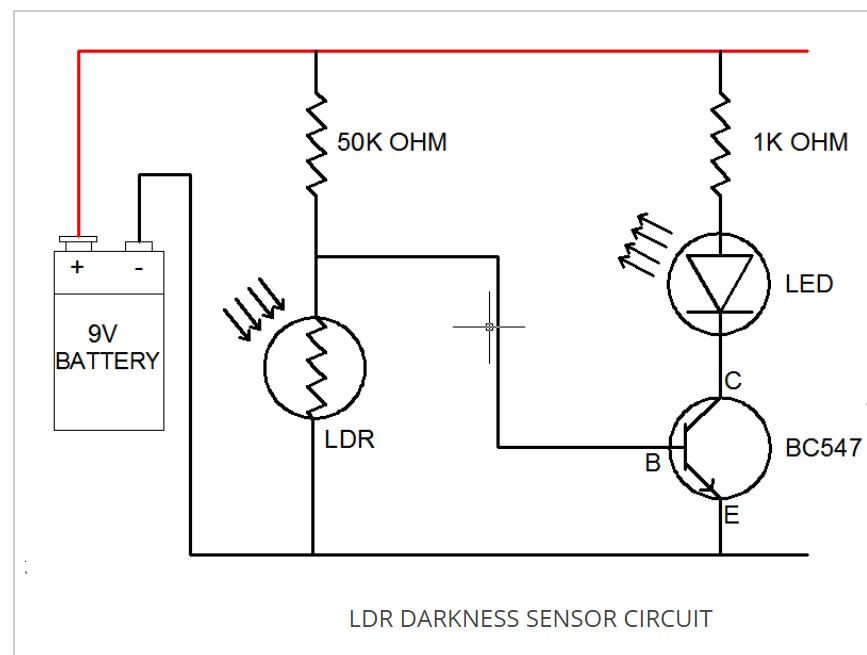 50K OHM
1K OHM
+ -
9V
BATTERY
LED
LDR
C
B
BC547
E
LDR DARKNESS SENSOR CIRCUIT